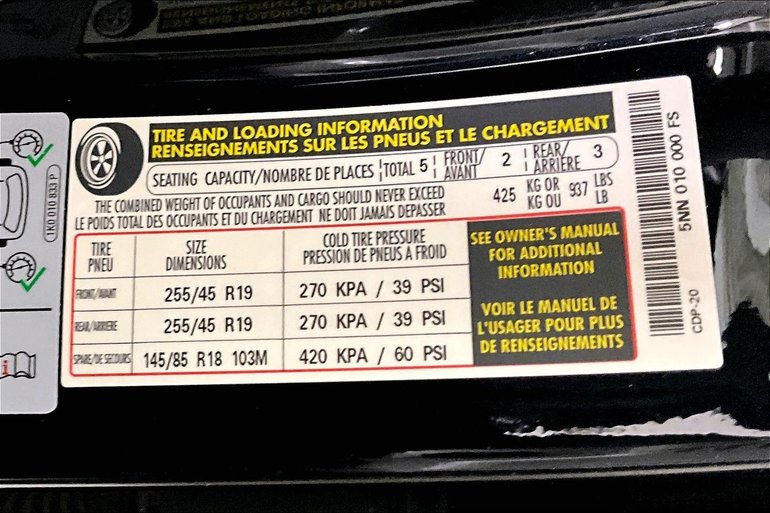 TIRE AND LOADING INFORMATION
RENSEIGNEMENTS SUR LES PNEUS ET LE CHARGEMENT
SEATING CAPACITY/NOMBRE DE PLACES TOTAL 5 FRONT/AVANT 2 REAR/ARRIÈRE 3
THE COMBINED WEIGHT OF OCCUPANTS AND CARGO SHOULD NEVER EXCEED 425 KG OR 937 LBS
LE POIDS TOTAL DES OCCUPANTS ET DU CHARGEMENT NE DOIT JAMAIS DEPASSER KG OU LB
TIRE SIZE COLD TIRE PRESSURE
PNEU DIMENSIONS PRESSION DE PNEUS A FROID
FRONT/AVANT 255/45 R19 270 KPA / 39 PSI
REAR/ARRIERE 255/45 R19 270 KPA / 39 PSI
SPARE/DE SECOURS 145/85 R18 103M 420 KPA / 60 PSI
SEE OWNER'S MANUAL
FOR ADDITIONAL
INFORMATION
VOIR LE MANUEL DE
L'USAGER POUR PLUS
DE RENSEIGNEMENTS
5NN 010 000 FS
CDP-20
1K0 010 833 P